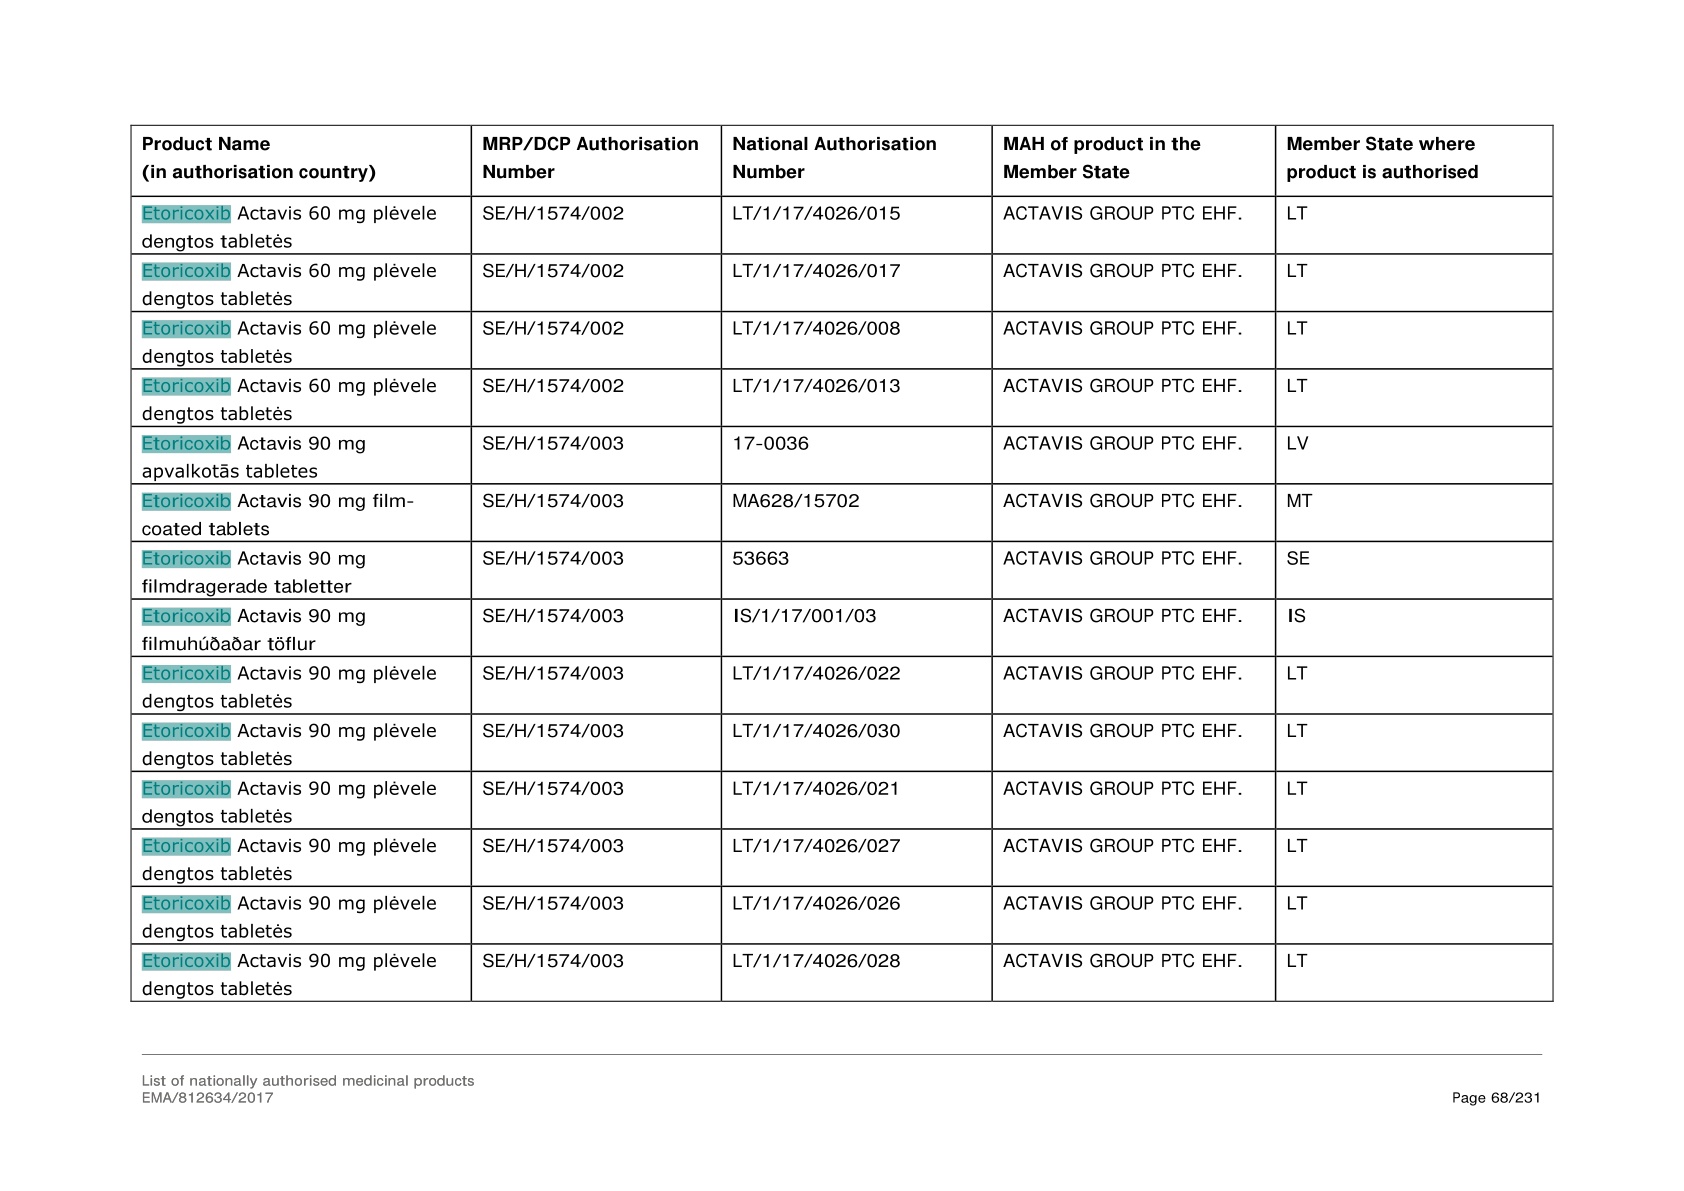 Product Name
(in authorisation country)
MRP/DCP Authorisation
Number
National Authorisation
Number
MAH of product in the
Member State
Member State where
product is authorised
Etoricoxib Actavis 60 mg plėvele
dengtos tabletės
SE/H/1574/002
LT/1/17/4026/015
ACTAVIS GROUP PTC EHF.
LT
Etoricoxib Actavis 60 mg plėvele
dengtos tabletės
SE/H/1574/002
LT/1/17/4026/017
ACTAVIS GROUP PTC EHF.
LT
Etoricoxib Actavis 60 mg plėvele
dengtos tabletės
SE/H/1574/002
LT/1/17/4026/008
ACTAVIS GROUP PTC EHF.
LT
Etoricoxib Actavis 60 mg plėvele
dengtos tabletės
SE/H/1574/002
LT/1/17/4026/013
ACTAVIS GROUP PTC EHF.
LT
Etoricoxib Actavis 90 mg
apvalkotās tabletes
SE/H/1574/003
17-0036
ACTAVIS GROUP PTC EHF.
LV
Etoricoxib Actavis 90 mg film-
coated tablets
SE/H/1574/003
MA628/15702
ACTAVIS GROUP PTC EHF.
MT
Etoricoxib Actavis 90 mg
filmdragerade tabletter
SE/H/1574/003
53663
ACTAVIS GROUP PTC EHF.
SE
Etoricoxib Actavis 90 mg
filmuhúðaðar töflur
SE/H/1574/003
IS/1/17/001/03
ACTAVIS GROUP PTC EHF.
IS
Etoricoxib Actavis 90 mg plėvele
dengtos tabletės
SE/H/1574/003
LT/1/17/4026/022
ACTAVIS GROUP PTC EHF.
LT
Etoricoxib Actavis 90 mg plėvele
dengtos tabletės
SE/H/1574/003
LT/1/17/4026/030
ACTAVIS GROUP PTC EHF.
LT
Etoricoxib Actavis 90 mg plėvele
dengtos tabletės
SE/H/1574/003
LT/1/17/4026/021
ACTAVIS GROUP PTC EHF.
LT
Etoricoxib Actavis 90 mg plėvele
dengtos tabletės
SE/H/1574/003
LT/1/17/4026/027
ACTAVIS GROUP PTC EHF.
LT
Etoricoxib Actavis 90 mg plėvele
dengtos tabletės
SE/H/1574/003
LT/1/17/4026/026
ACTAVIS GROUP PTC EHF.
LT
Etoricoxib Actavis 90 mg plėvele
dengtos tabletės
SE/H/1574/003
LT/1/17/4026/028
ACTAVIS GROUP PTC EHF.
LT
List of nationally authorised medicinal products
EMA/812634/2017
Page 68/231